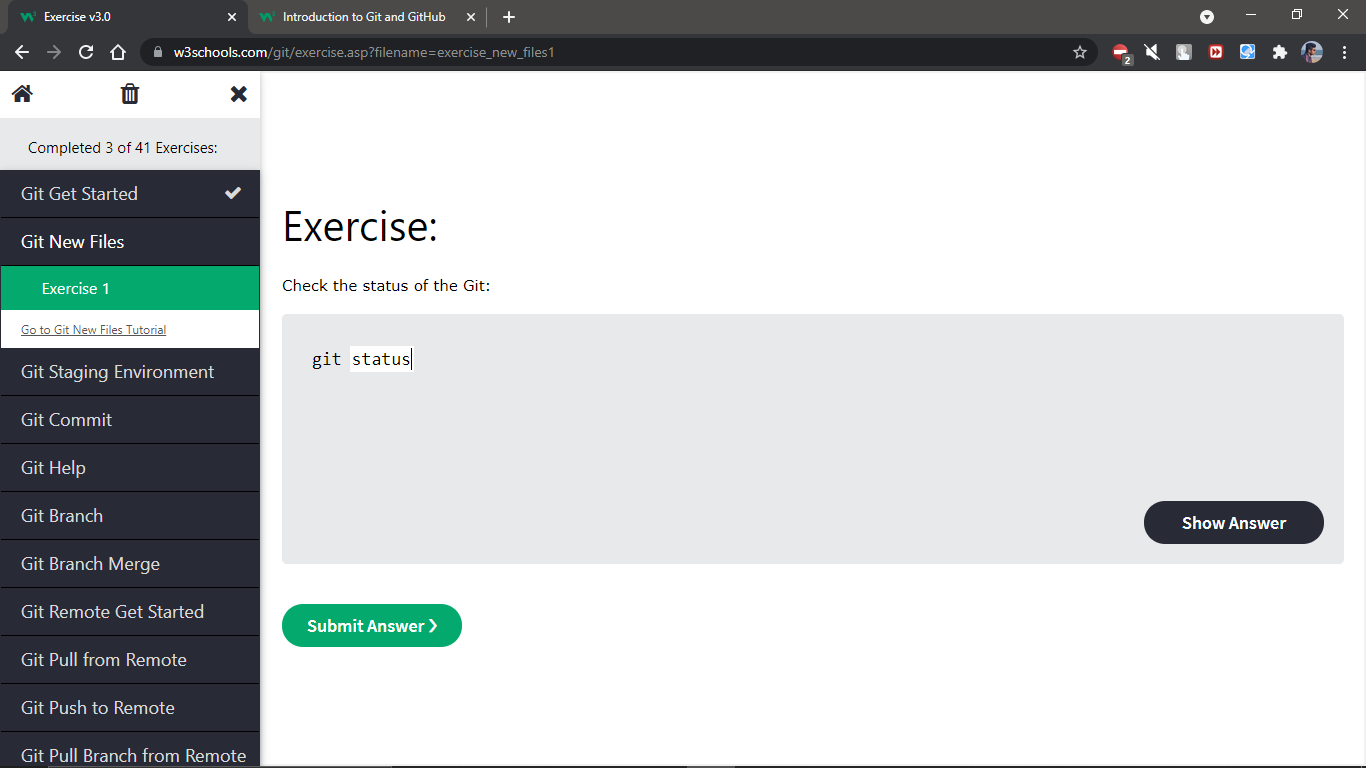 Exercise v3.0
Introduction to Git and GitHub
w3schools.com/git/exercise.asp?filename=exercise_new_files1
2
Completed 3 of 41 Exercises:
Git Get Started
Git New Files
Exercise 1
Go to Git New Files Tutorial
Git Staging Environment
Git Commit
Git Help
Git Branch
Git Branch Merge
Git Remote Get Started
Git Pull from Remote
Git Push to Remote
Git Pull Branch from Remote
Exercise:
Check the status of the Git:
git status
Show Answer
Submit Answer ❯